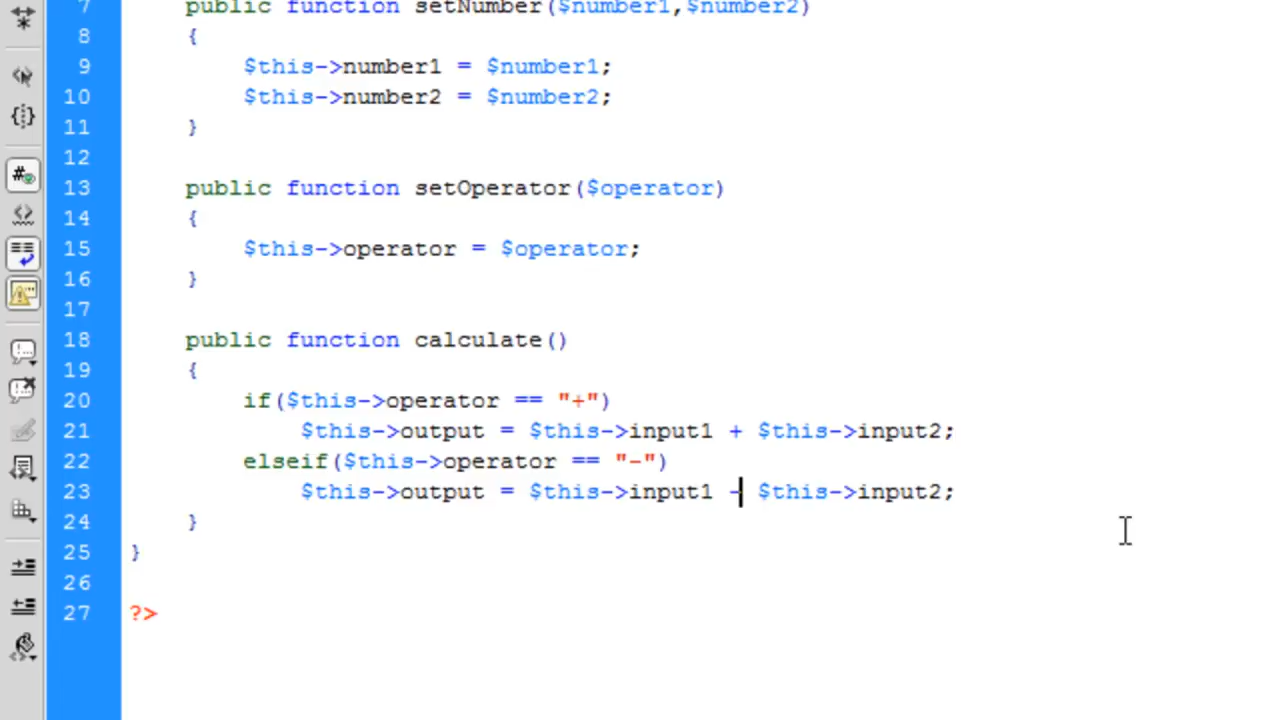 7 public function setNumber($number1,$number2)
8 {
9 $this->number1 = $number1;
10 $this->number2 = $number2;
11 }
12
13 public function setOperator($operator)
14 {
15 $this->operator = $operator;
16 }
17
18 public function calculate()
19 {
20 if($this->operator == "+")
21 $this->output = $this->input1 + $this->input2;
22 elseif($this->operator == "-")
23 $this->output = $this->input1 - $this->input2;
24 }
25 }
26
27 ?>